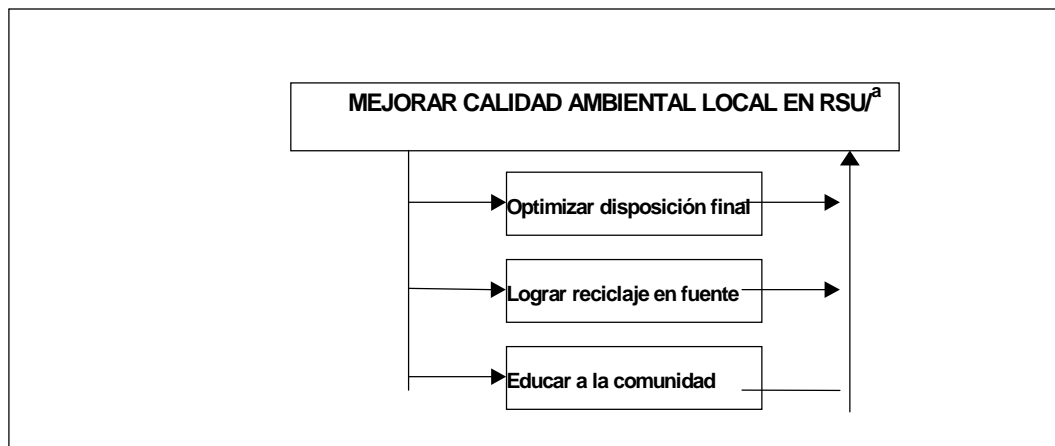 MEJORAR CALIDAD AMBIENTAL LOCAL EN RSU/ª
Optimizar disposición final
Lograr reciclaje en fuente
Educar a la comunidad